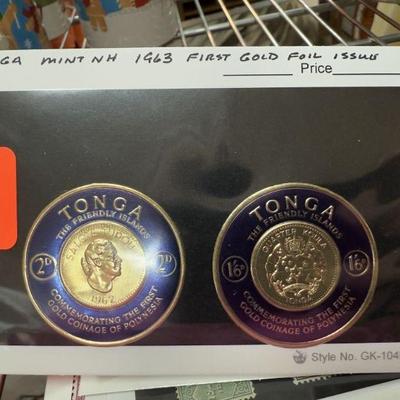 GA MINT NH 1963 FIRST GOLD FOIL ISSUE
Price
TONGA
THE FRIENDLY ISLANDS
2D
2D
1962
COMMEMORATING THE FIRST
GOLD COINAGE OF POLYNESIA
TONGA
THE FRIENDLY ISLANDS
1/6
QUARTER KOULA
1/6
TONGA
COMMEMORATING THE FIRST
GOLD COINAGE OF POLYNESIA
Style No. GK-104